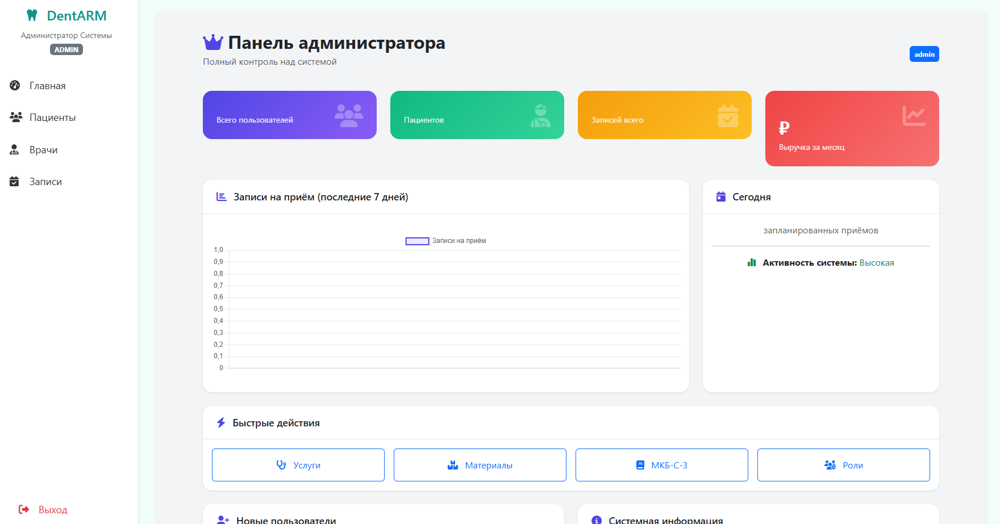 DentARM
Администратор Системы
ADMIN
Главная
Пациенты
Врачи
Записи
Выход
Панель администратора
Полный контроль над системой
admin
Всего пользователей
Пациентов
Записей всего
₽
Выручка за месяц
Записи на приём (последние 7 дней)
Записи на приём
1,0
0,9
0,8
0,7
0,6
0,5
0,4
0,3
0,2
0,1
0
Сегодня
запланированных приёмов
Активность системы: Высокая
Быстрые действия
Услуги
Материалы
МКБ-С-3
Роли
Новые пользователи
Системная информация